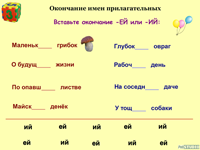 Окончание имен прилагательных
Вставьте окончание -ЕЙ или -ИЙ:
Маленьк____ грибок
Глубок____ овраг
О будущ____ жизни
Рабоч____ день
По опавш____ листве
На соседн____ даче
Майск____ денёк
У тощ____ собаки
ий ей ий ей ий
ей ий ей ий ей